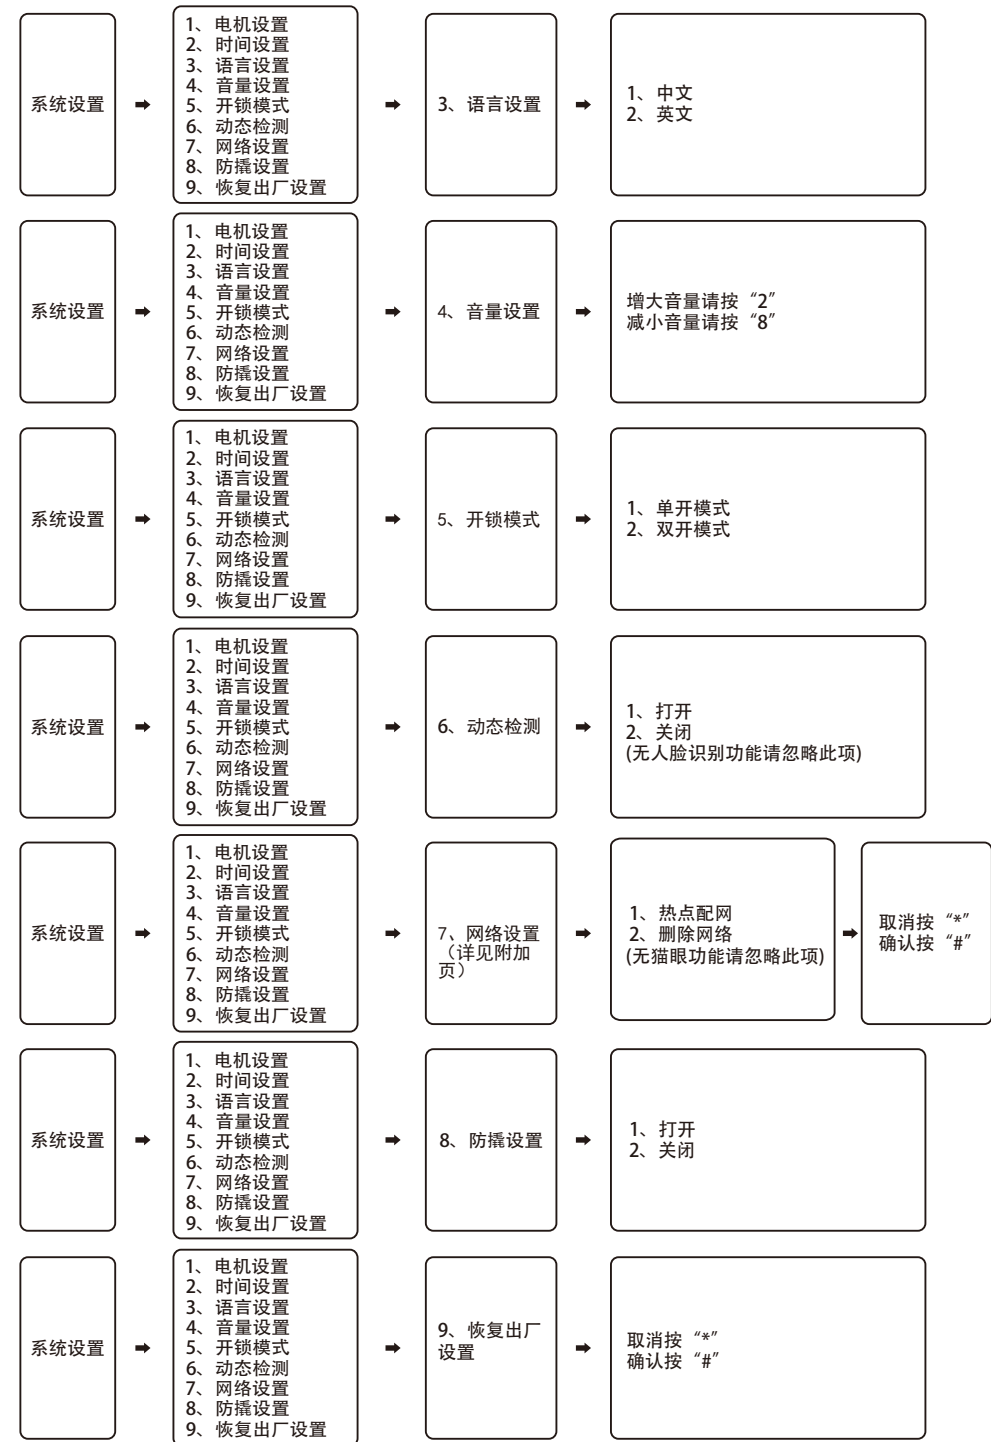 系统设置
1、电机设置
2、时间设置
3、语言设置
4、音量设置
5、开锁模式
6、动态检测
7、网络设置
8、防撬设置
9、恢复出厂设置
3、语言设置
1、中文
2、英文
系统设置
1、电机设置
2、时间设置
3、语言设置
4、音量设置
5、开锁模式
6、动态检测
7、网络设置
8、防撬设置
9、恢复出厂设置
4、音量设置
增大音量请按“2”
减小音量请按“8”
系统设置
1、电机设置
2、时间设置
3、语言设置
4、音量设置
5、开锁模式
6、动态检测
7、网络设置
8、防撬设置
9、恢复出厂设置
5、开锁模式
1、单开模式
2、双开模式
系统设置
1、电机设置
2、时间设置
3、语言设置
4、音量设置
5、开锁模式
6、动态检测
7、网络设置
8、防撬设置
9、恢复出厂设置
6、动态检测
1、打开
2、关闭
(无人脸识别功能请忽略此项)
系统设置
1、电机设置
2、时间设置
3、语言设置
4、音量设置
5、开锁模式
6、动态检测
7、网络设置
8、防撬设置
9、恢复出厂设置
7、网络设置
（详见附加
页）
1、热点配网
2、删除网络
(无猫眼功能请忽略此项)
取消按“*”
确认按“#”
系统设置
1、电机设置
2、时间设置
3、语言设置
4、音量设置
5、开锁模式
6、动态检测
7、网络设置
8、防撬设置
9、恢复出厂设置
8、防撬设置
1、打开
2、关闭
系统设置
1、电机设置
2、时间设置
3、语言设置
4、音量设置
5、开锁模式
6、动态检测
7、网络设置
8、防撬设置
9、恢复出厂设置
9、恢复出厂
设置
取消按“*”
确认按“#”